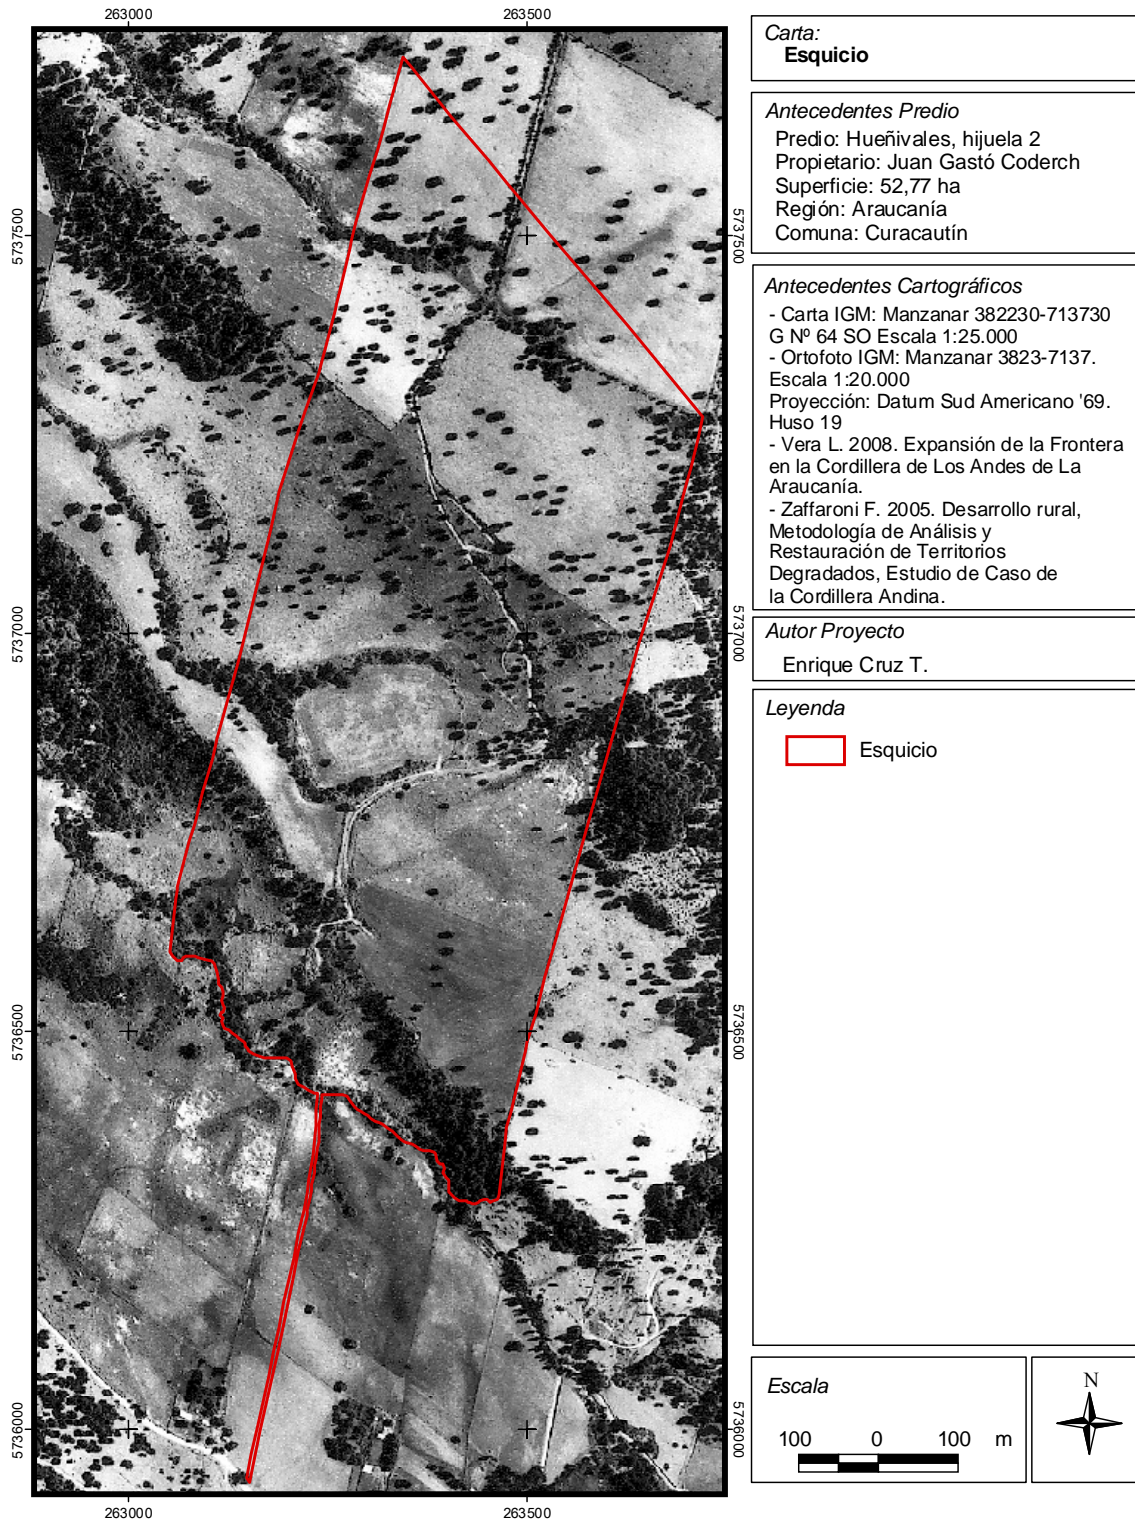 263000
263500
5737500
5737000
5736500
5736000
5737500
5737000
5736500
5736000
263000
263500
Carta:
Esquicio
Antecedentes Predio
Predio: Hueñivales, hijuela 2
Propietario: Juan Gastó Coderch
Superficie: 52,77 ha
Región: Araucanía
Comuna: Curacautín
Antecedentes Cartográficos
- Carta IGM: Manzanar 382230-713730
G Nº 64 SO Escala 1:25.000
- Ortofoto IGM: Manzanar 3823-7137.
Escala 1:20.000
Proyección: Datum Sud Americano '69.
Huso 19
- Vera L. 2008. Expansión de la Frontera
en la Cordillera de Los Andes de La
Araucanía.
- Zaffaroni F. 2005. Desarrollo rural,
Metodología de Análisis y
Restauración de Territorios
Degradados, Estudio de Caso de
la Cordillera Andina.
Autor Proyecto
Enrique Cruz T.
Leyenda
Esquicio
Escala
100 0 100 m
N